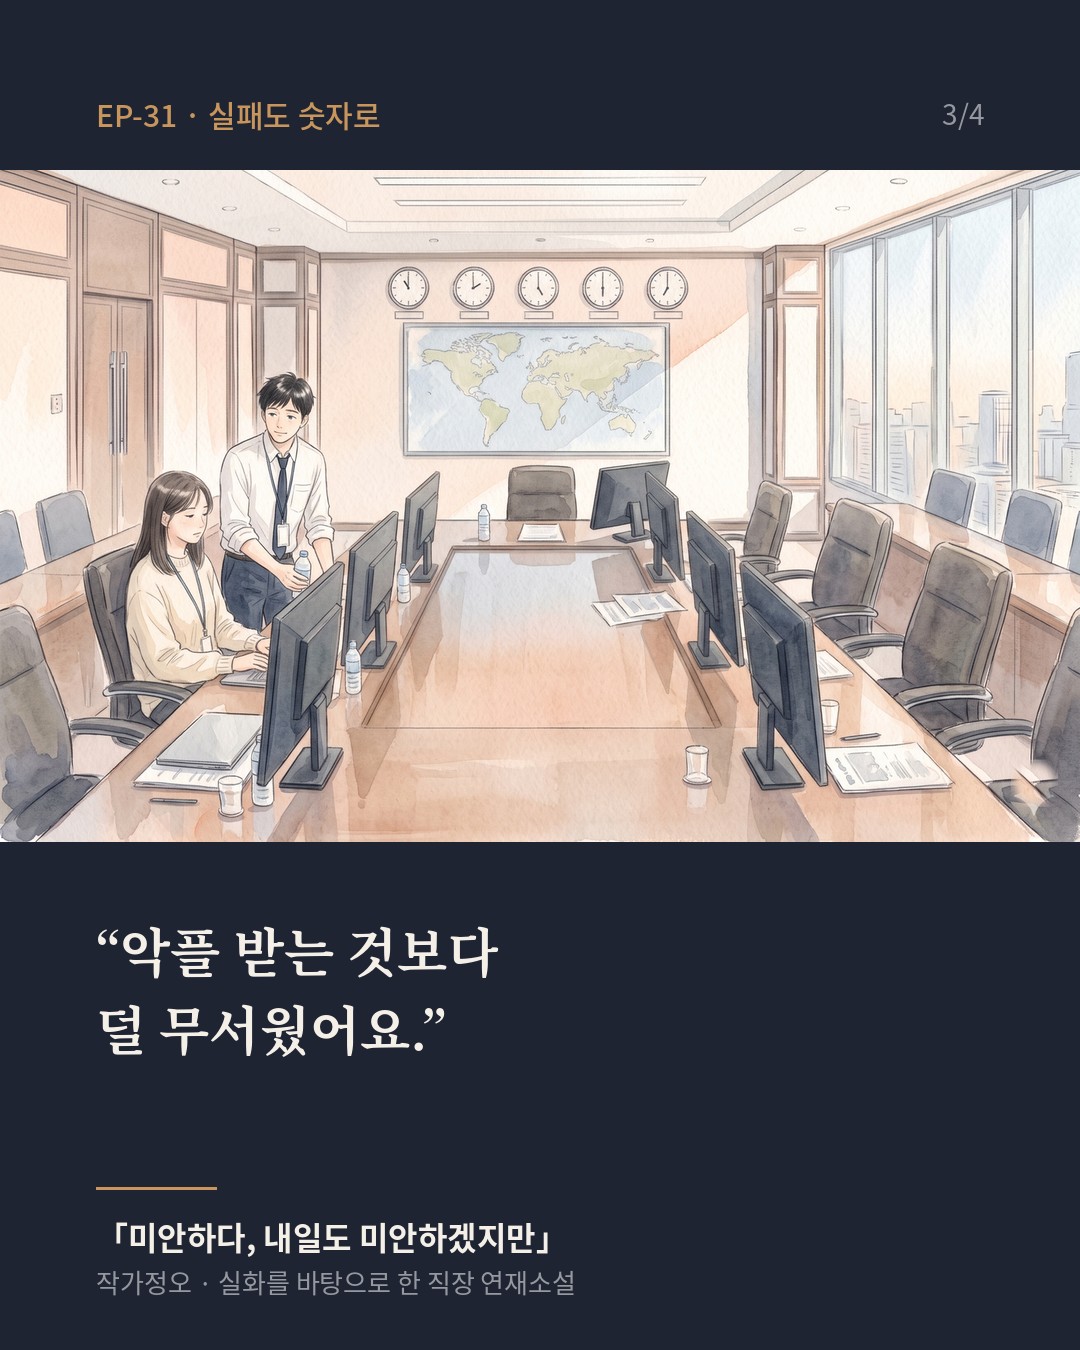 EP-31 · 실패도 숫자로
3/4
“악플 받는 것보다
덜 무서웠어요.”
「미안하다, 내일도 미안하겠지만」
작가정오 · 실화를 바탕으로 한 직장 연재소설